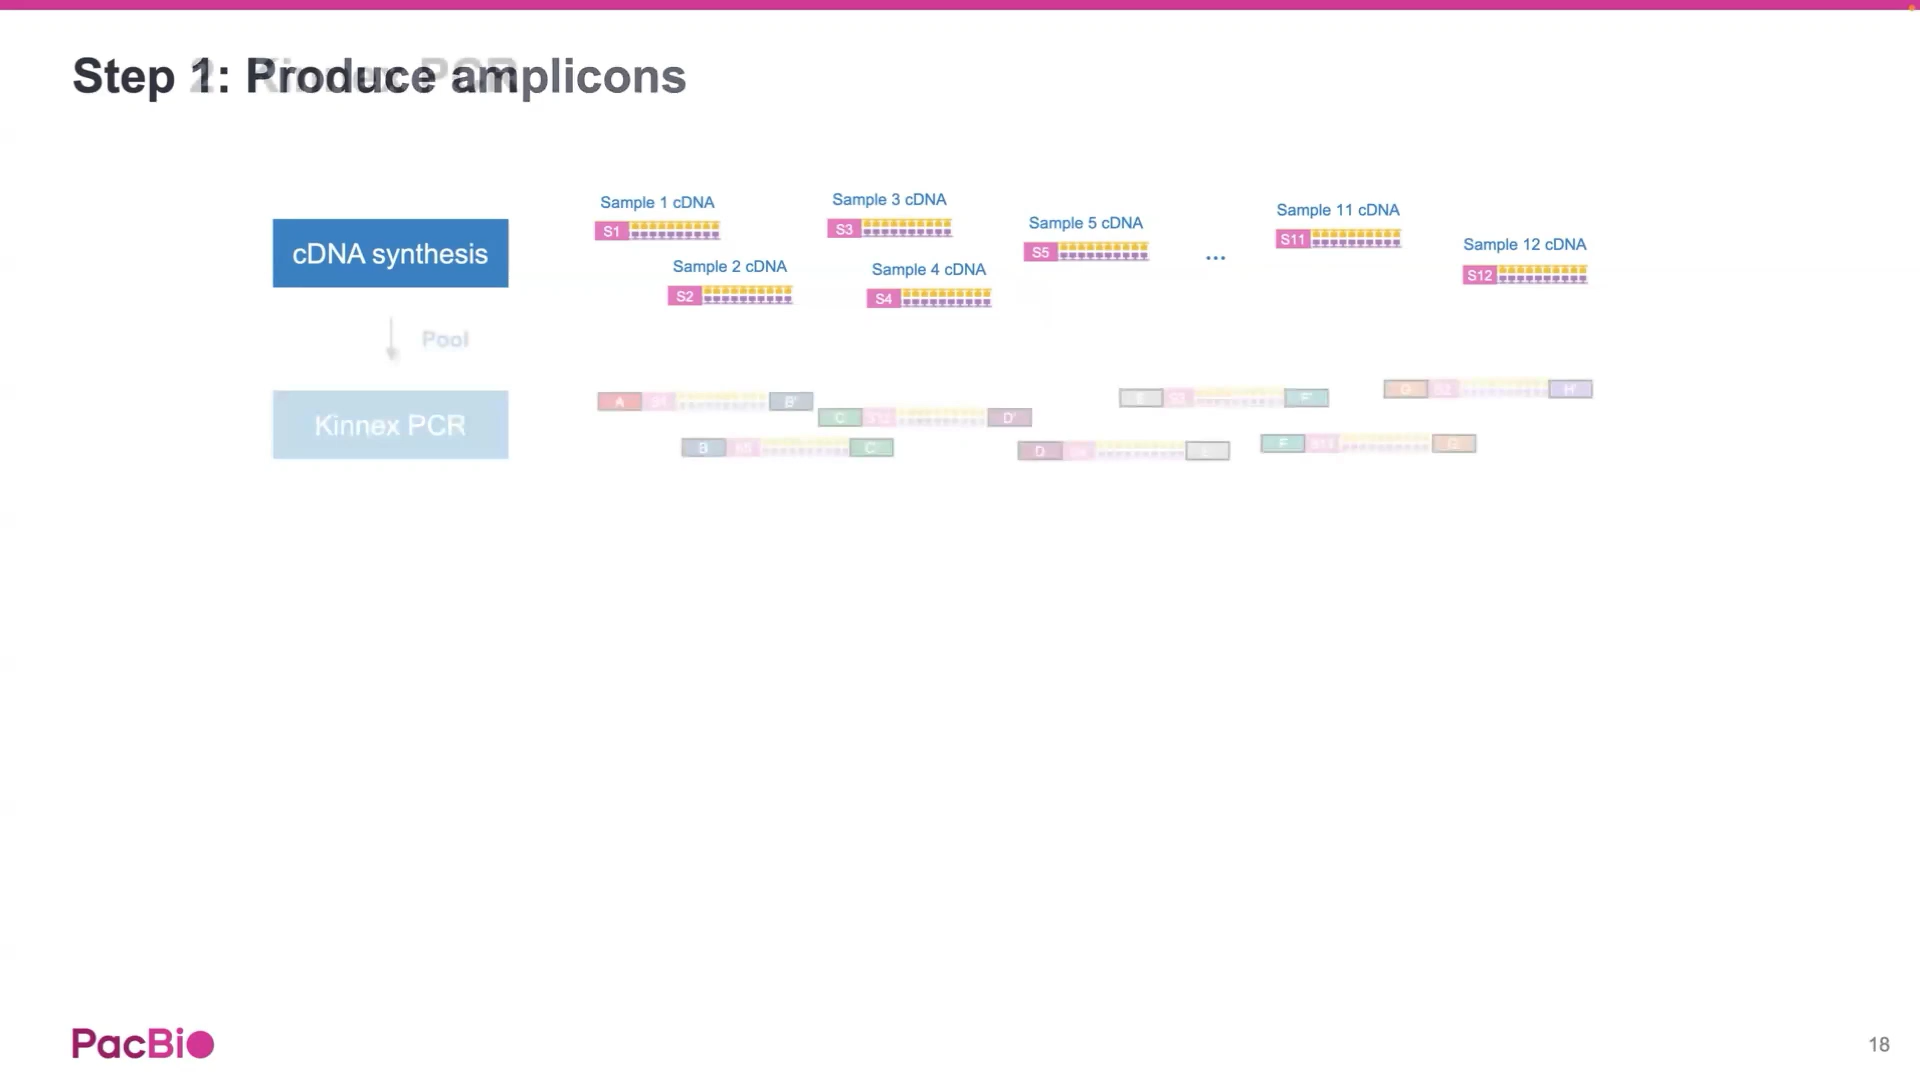 Step 1: Produce amplicons
cDNA synthesis
Sample 1 cDNA
S1
Sample 2 cDNA
S2
Sample 3 cDNA
S3
Sample 4 cDNA
S4
Sample 5 cDNA
S5
...
Sample 11 cDNA
S11
Sample 12 cDNA
S12
Pool
Kinnex PCR
A
B'
B
C
D'
D
E
F'
F
G
H'
PacBio
18